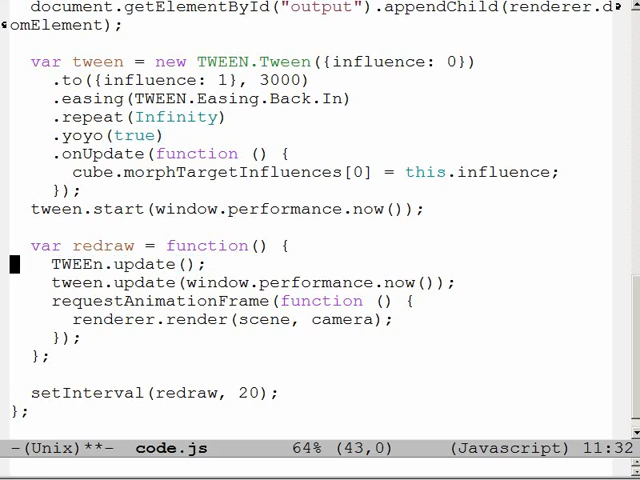 document.getElementById("output").appendChild(renderer.d
omElement);
var tween = new TWEEN.Tween({influence: 0})
.to({influence: 1}, 3000)
.easing(TWEEN.Easing.Back.In)
.repeat(Infinity)
.yoyo(true)
.onUpdate(function () {
cube.morphTargetInfluences[0] = this.influence;
});
tween.start(window.performance.now());
var redraw = function() {
TWEEn.update();
tween.update(window.performance.now());
requestAnimationFrame(function () {
renderer.render(scene, camera);
});
};
setInterval(redraw, 20);
};
-(Unix)**- code.js 64% (43,0) (Javascript) 11:32